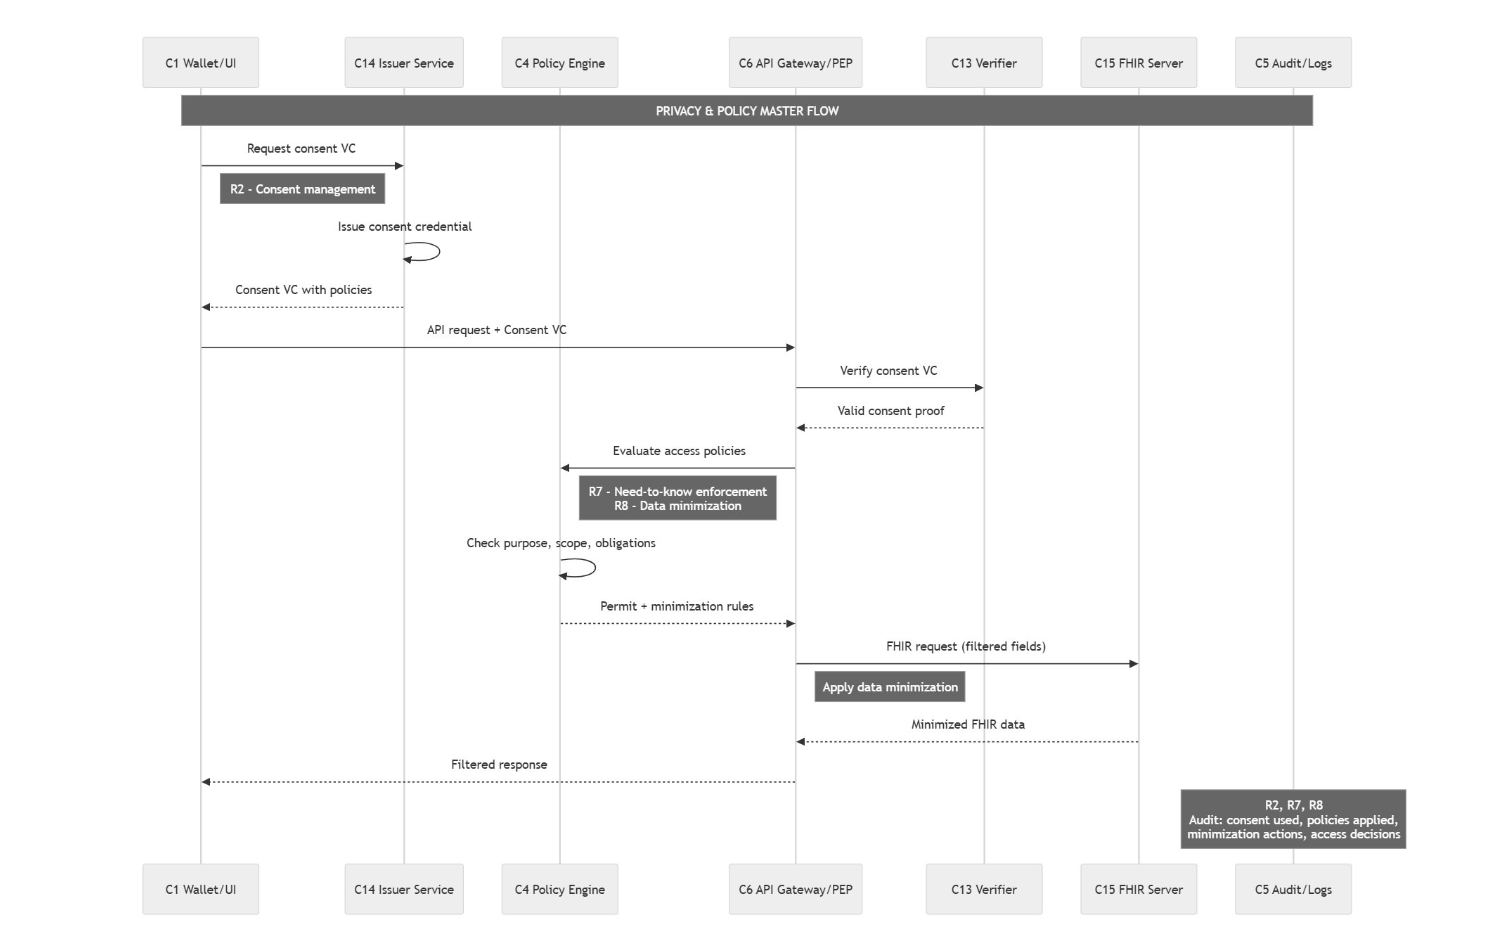 C1 Wallet/UI
C14 Issuer Service
C4 Policy Engine
C6 API Gateway/PEP
C13 Verifier
C15 FHIR Server
C5 Audit/Logs
PRIVACY & POLICY MASTER FLOW
Request consent VC
R2 - Consent management
Issue consent credential
Consent VC with policies
API request + Consent VC
Verify consent VC
Valid consent proof
Evaluate access policies
R7 - Need-to-know enforcement
R8 - Data minimization
Check purpose, scope, obligations
Permit + minimization rules
FHIR request (filtered fields)
Apply data minimization
Minimized FHIR data
Filtered response
R2, R7, R8
Audit: consent used, policies applied,
minimization actions, access decisions
C1 Wallet/UI
C14 Issuer Service
C4 Policy Engine
C6 API Gateway/PEP
C13 Verifier
C15 FHIR Server
C5 Audit/Logs